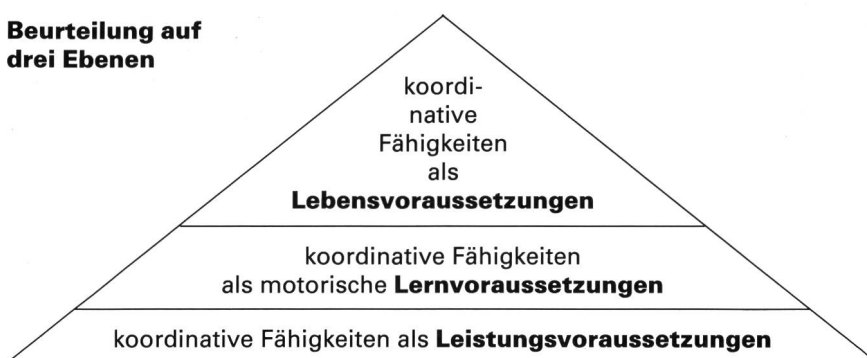 Beurteilung auf
drei Ebenen
koordi-
native
Fähigkeiten
als
Lebensvoraussetzungen
koordinative Fähigkeiten
als motorische Lernvoraussetzungen
koordinative Fähigkeiten als Leistungsvoraussetzungen